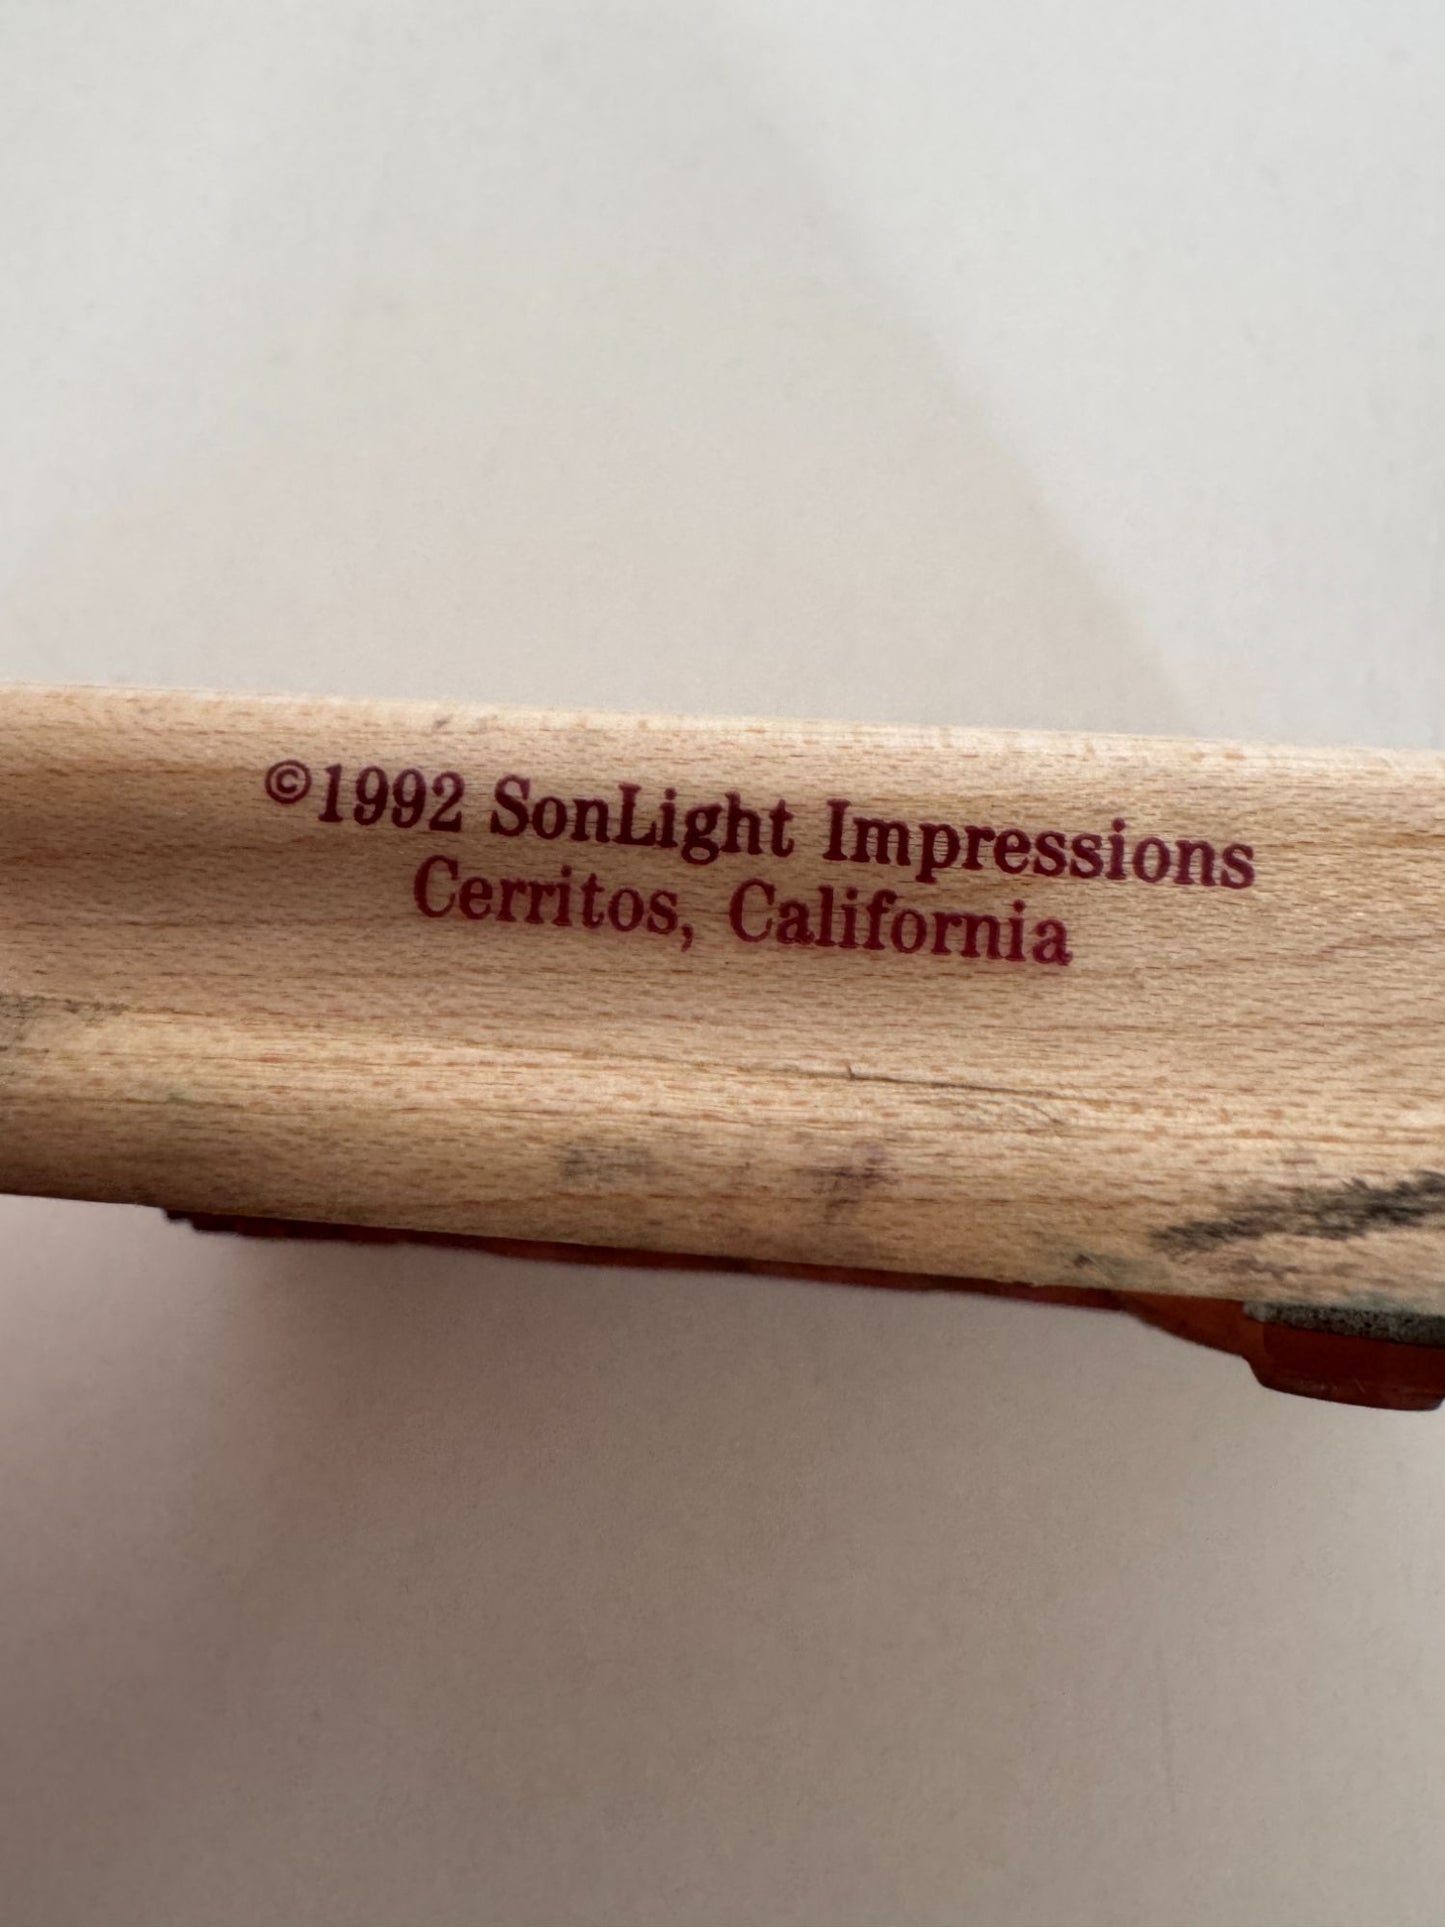 ©1992 SonLight Impressions
Cerritos, California